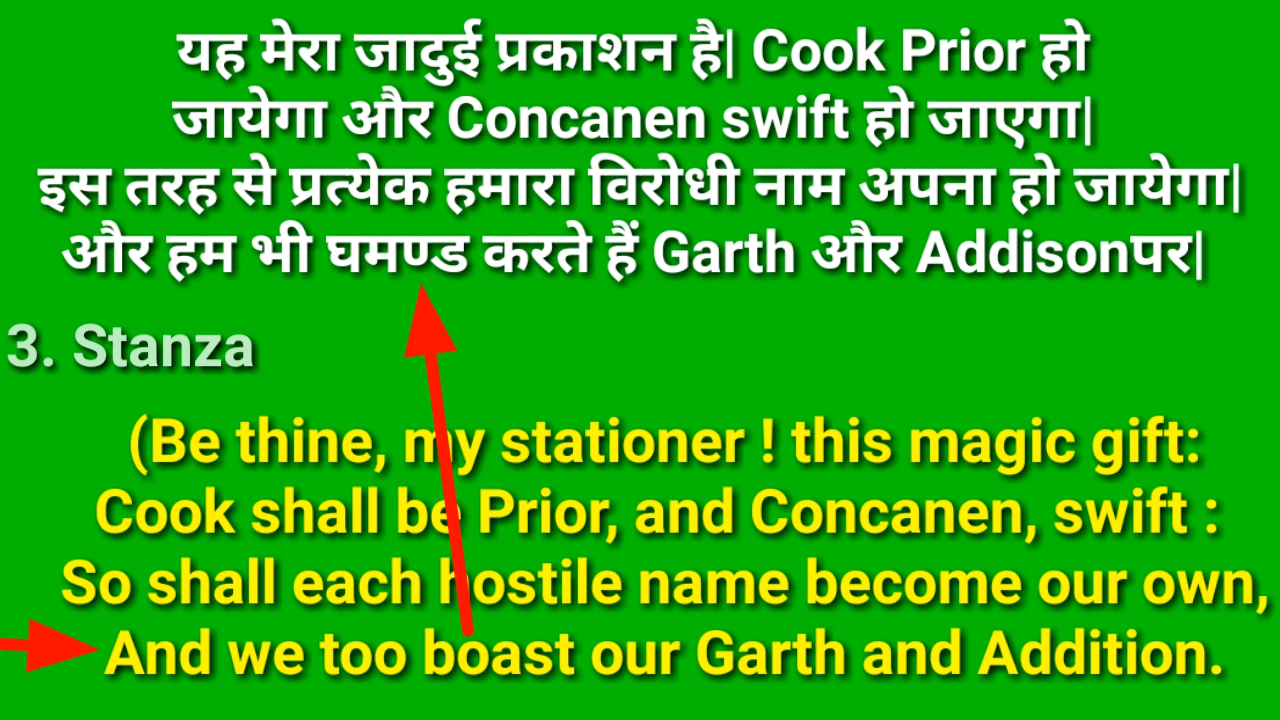 यह मेरा जादुई प्रकाशन है| Cook Prior हो
जायेगा और Concanen swift हो जाएगा|
इस तरह से प्रत्येक हमारा विरोधी नाम अपना हो जायेगा|
और हम भी घमण्ड करते हैं Garth और Addisonपर|
3. Stanza
(Be thine, my stationer ! this magic gift:
Cook shall be Prior, and Concanen, swift :
So shall each hostile name become our own,
And we too boast our Garth and Addition.